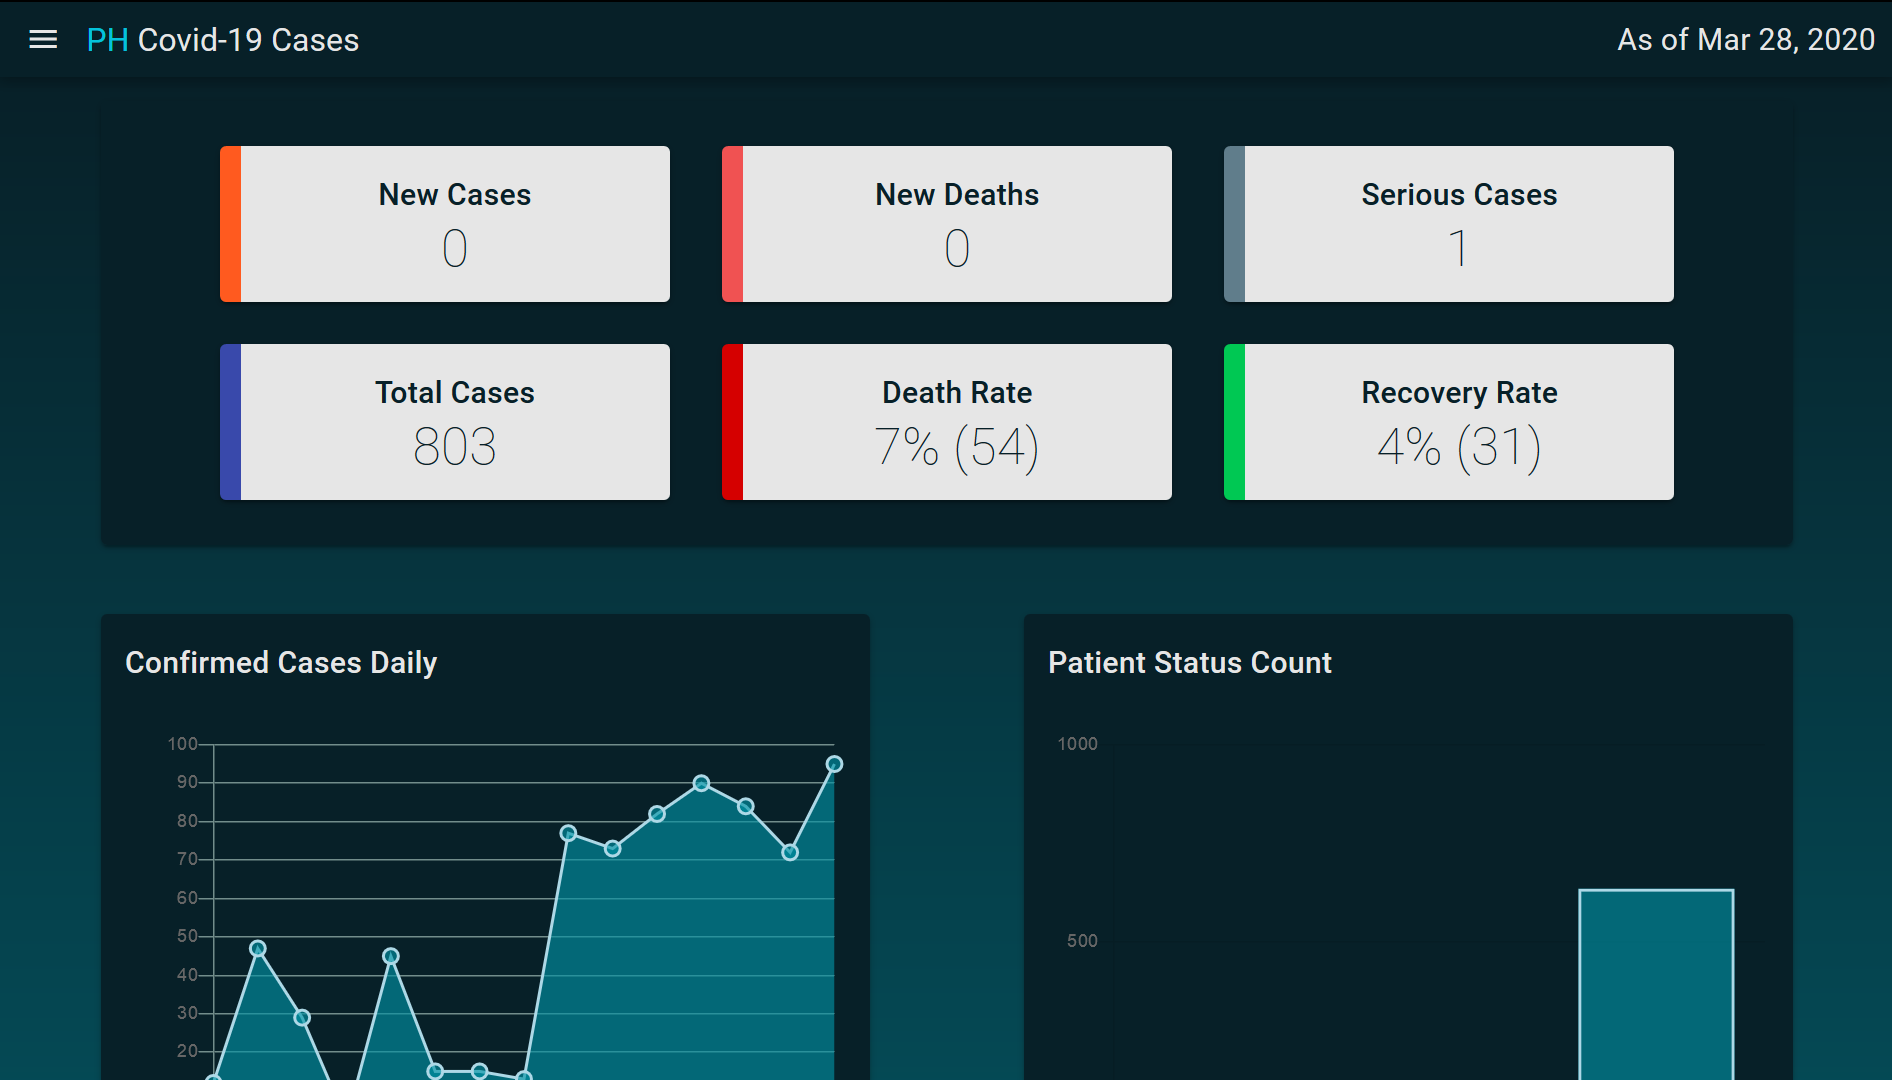 PH Covid-19 Cases
As of Mar 28, 2020
New Cases
0
New Deaths
0
Serious Cases
1
Total Cases
803
Death Rate
7% (54)
Recovery Rate
4% (31)
Confirmed Cases Daily
100
90
80
70
60
50
40
30
20
Patient Status Count
1000
500